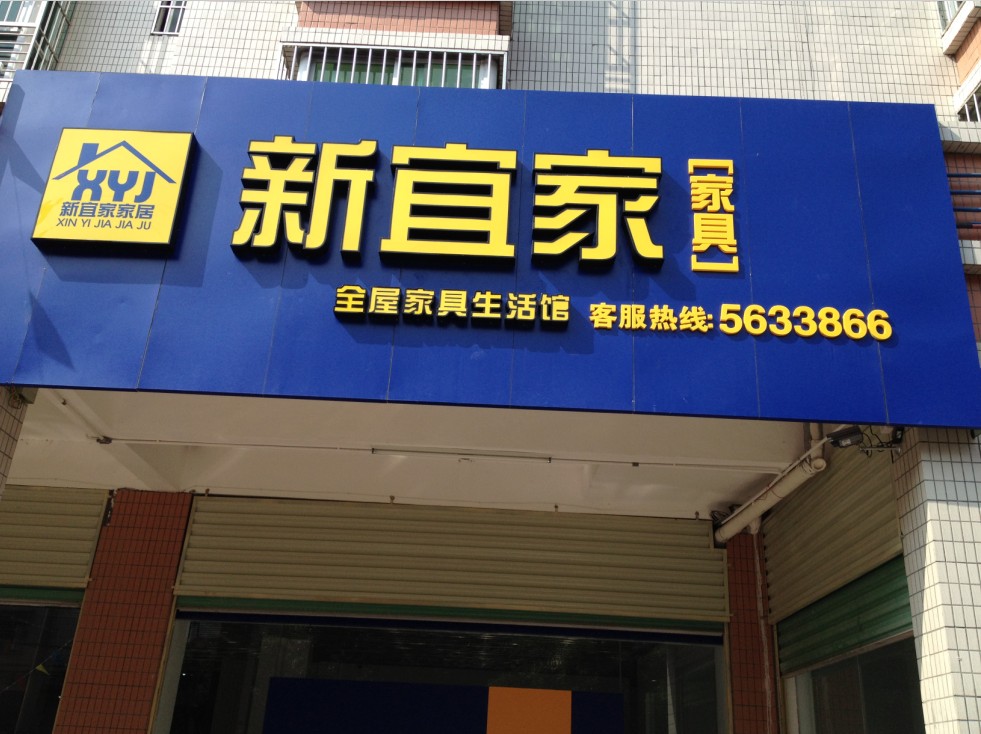 XYJ
新宜家家居
XIN YI JIA JIA JU
新宜家
[家具]
全屋家具生活馆
客服热线:5633866